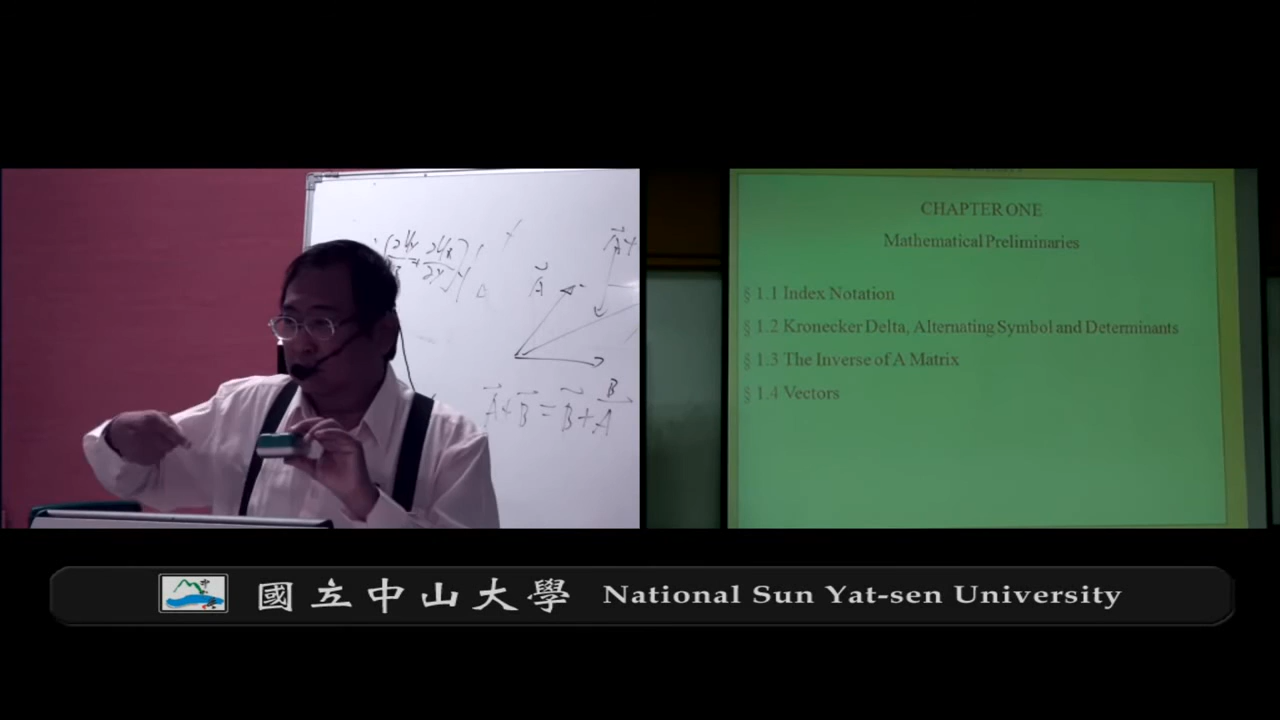 A
B
A+B=B+A
CHAPTER ONE
Mathematical Preliminaries
§ 1.1 Index Notation
§ 1.2 Kronecker Delta, Alternating Symbol and Determinants
§ 1.3 The Inverse of A Matrix
§ 1.4 Vectors
國立中山大學 National Sun Yat-sen University